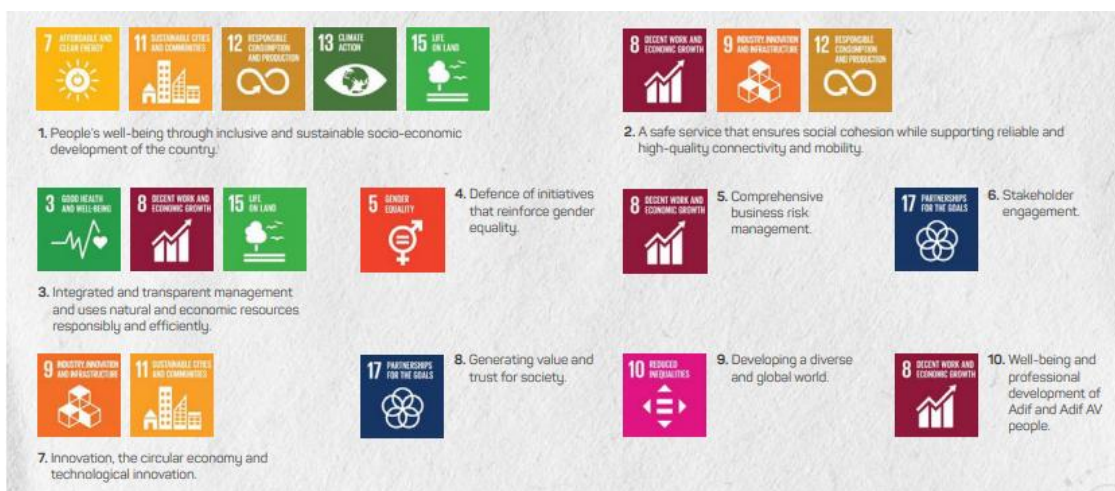 7 AFFORDABLE AND
CLEAN ENERGY
11 SUSTAINABLE CITIES
AND COMMUNITIES
12 RESPONSIBLE
CONSUMPTION
AND PRODUCTION
13 CLIMATE
ACTION
15 LIFE
ON LAND
1. People's well-being through inclusive and sustainable socio-economic
development of the country.
8 DECENT WORK AND
ECONOMIC GROWTH
9 INDUSTRY, INNOVATION
AND INFRASTRUCTURE
12 RESPONSIBLE
CONSUMPTION
AND PRODUCTION
2. A safe service that ensures social cohesion while supporting reliable and
high-quality connectivity and mobility.
3 GOOD HEALTH
AND WELL-BEING
8 DECENT WORK AND
ECONOMIC GROWTH
15 LIFE
ON LAND
3. Integrated and transparent management
and uses natural and economic resources
responsibly and efficiently.
5 GENDER
EQUALITY
4. Defence of initiatives
that reinforce gender
equality.
8 DECENT WORK AND
ECONOMIC GROWTH
5. Comprehensive
business risk
management.
17 PARTNERSHIPS
FOR THE GOALS
6. Stakeholder
engagement.
9 INDUSTRY, INNOVATION
AND INFRASTRUCTURE
11 SUSTAINABLE CITIES
AND COMMUNITIES
7. Innovation, the circular economy and
technological innovation.
17 PARTNERSHIPS
FOR THE GOALS
8. Generating value and
trust for society.
10 REDUCED
INEQUALITIES
9. Developing a diverse
and global world.
8 DECENT WORK AND
ECONOMIC GROWTH
10. Well-being and
professional
development of
Adif and Adif AV
people.